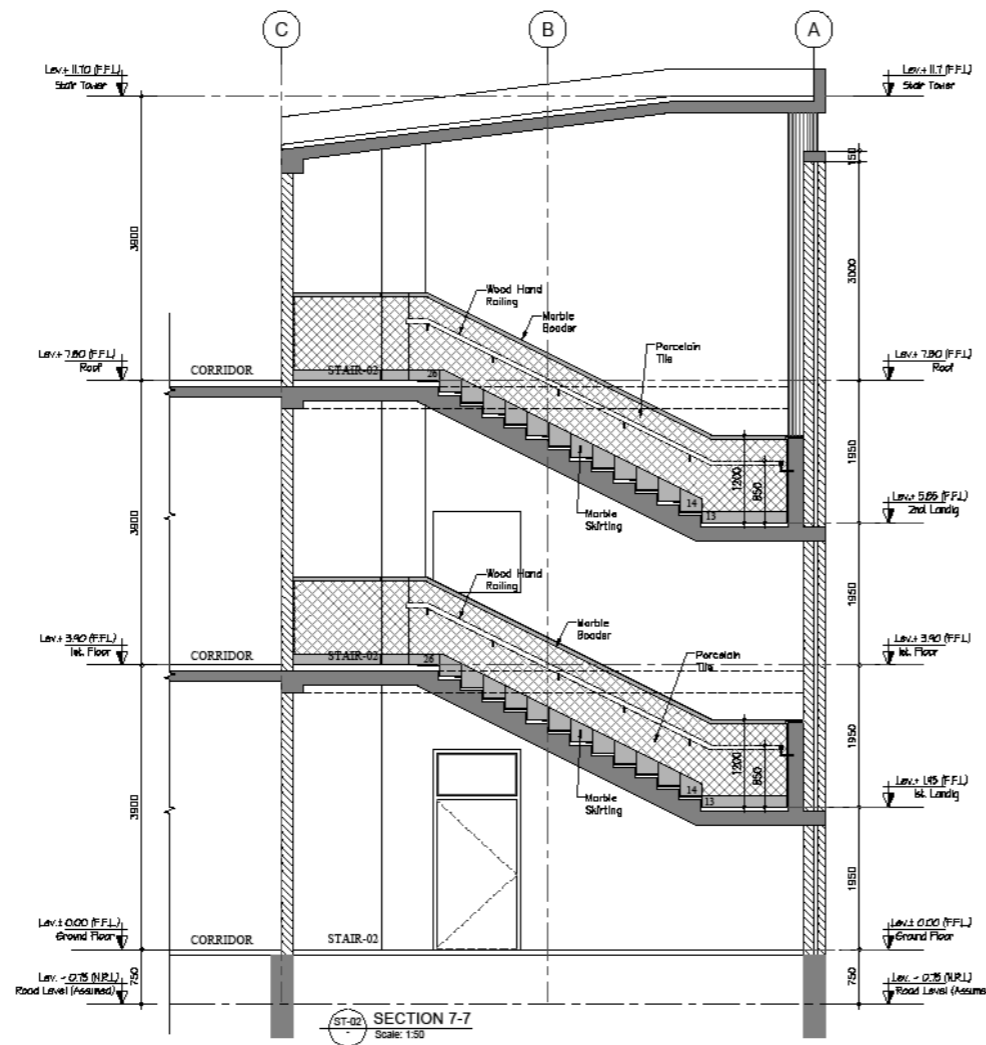 C
B
A
Lev.+ 11.70 (F.F.L)
Stair Tower
Lev.+ 11.7 (F.F.L)
Stair Tower
150
3900
3000
Wood Hand
Railing
Marble
Boader
Porcelain
Tile
Lev.+ 7.80 (F.F.L)
Roof
CORRIDOR
STAIR-02
26
Lev.+ 7.80 (F.F.L)
Roof
1950
1200
850
14
13
Marble
Skirting
Lev.+ 5.85 (F.F.L)
2nd Landig
3900
Wood Hand
Railing
1950
Marble
Boader
Porcelain
Tile
Lev.+ 3.90 (F.F.L)
1st. Floor
CORRIDOR
STAIR-02
26
Lev.+ 3.90 (F.F.L)
1st. Floor
1950
1200
850
14
13
Marble
Skirting
Lev.+ 1.95 (F.F.L)
1st. Landig
3900
1950
Lev.± 0.00 (F.F.L)
Ground Floor
CORRIDOR
STAIR-02
Lev.± 0.00 (F.F.L)
Ground Floor
750
750
Lev. - 0.75 (N.R.L)
Road Level (Assumed)
Lev. - 0.75 (N.R.L)
Road Level (Assume
ST-02
-
SECTION 7-7
Scale: 1:50